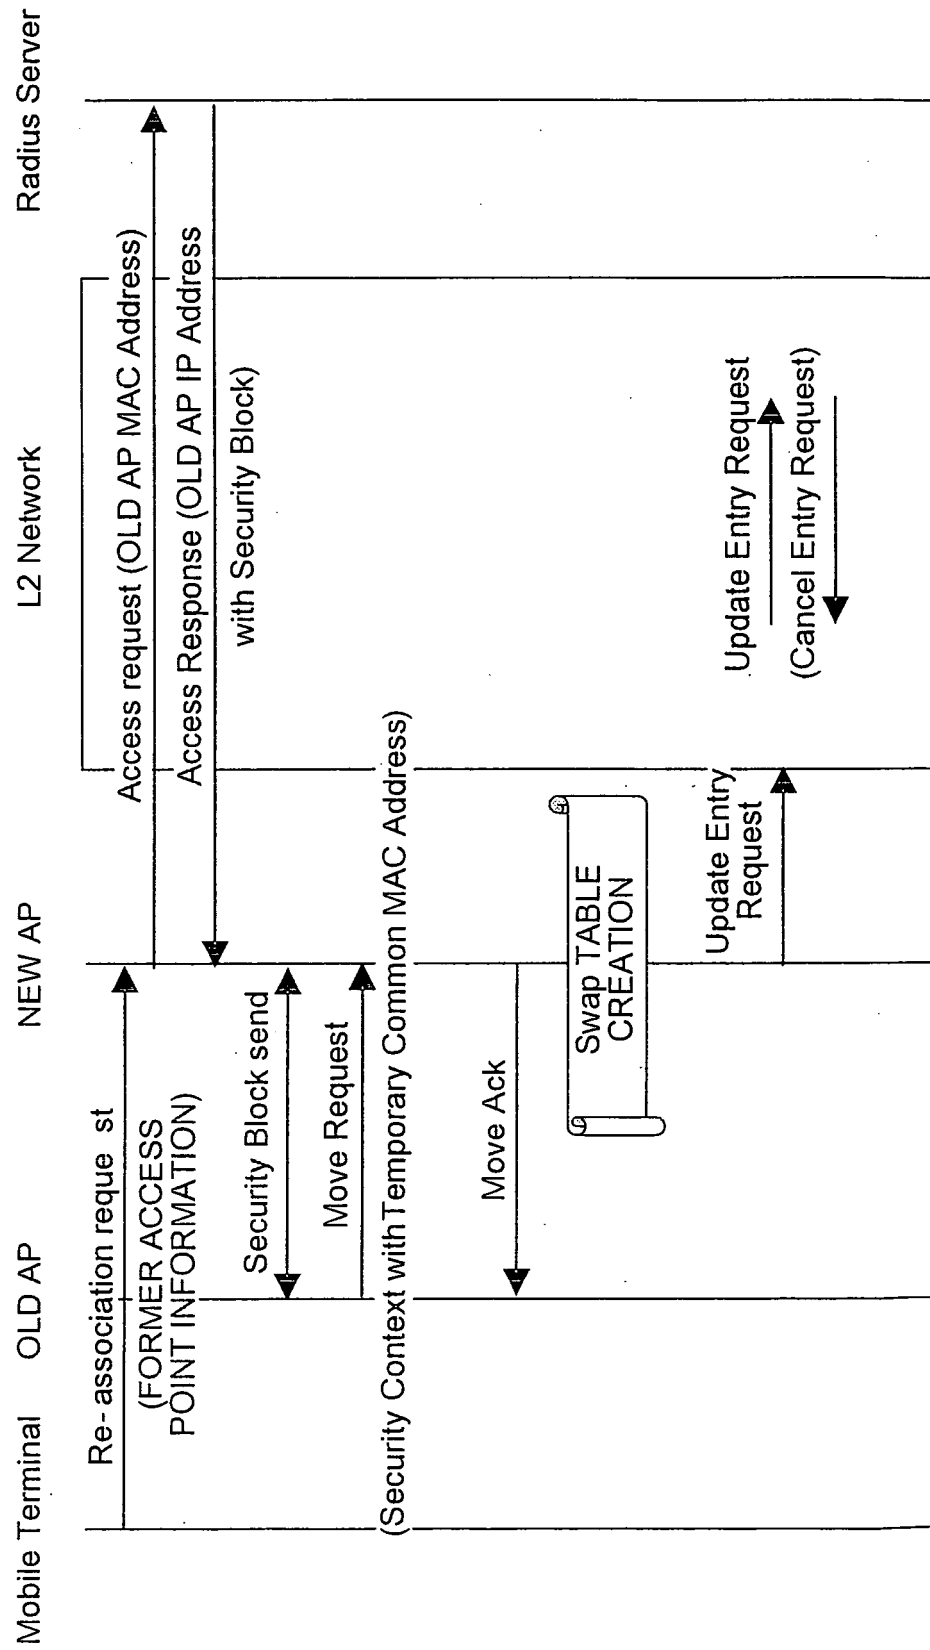 Mobile Terminal
OLD AP
NEW AP
L2 Network
Radius Server
Re- association reque st
(FORMER ACCESS
POINT INFORMATION)
Access request (OLD AP MAC Address)
Access Response (OLD AP IP Address
with Security Block)
Security Block send
Move Request
(Security Context with Temporary Common MAC Address)
Move Ack
Swap TABLE
CREATION
Update Entry
Request
Update Entry Request
(Cancel Entry Request)